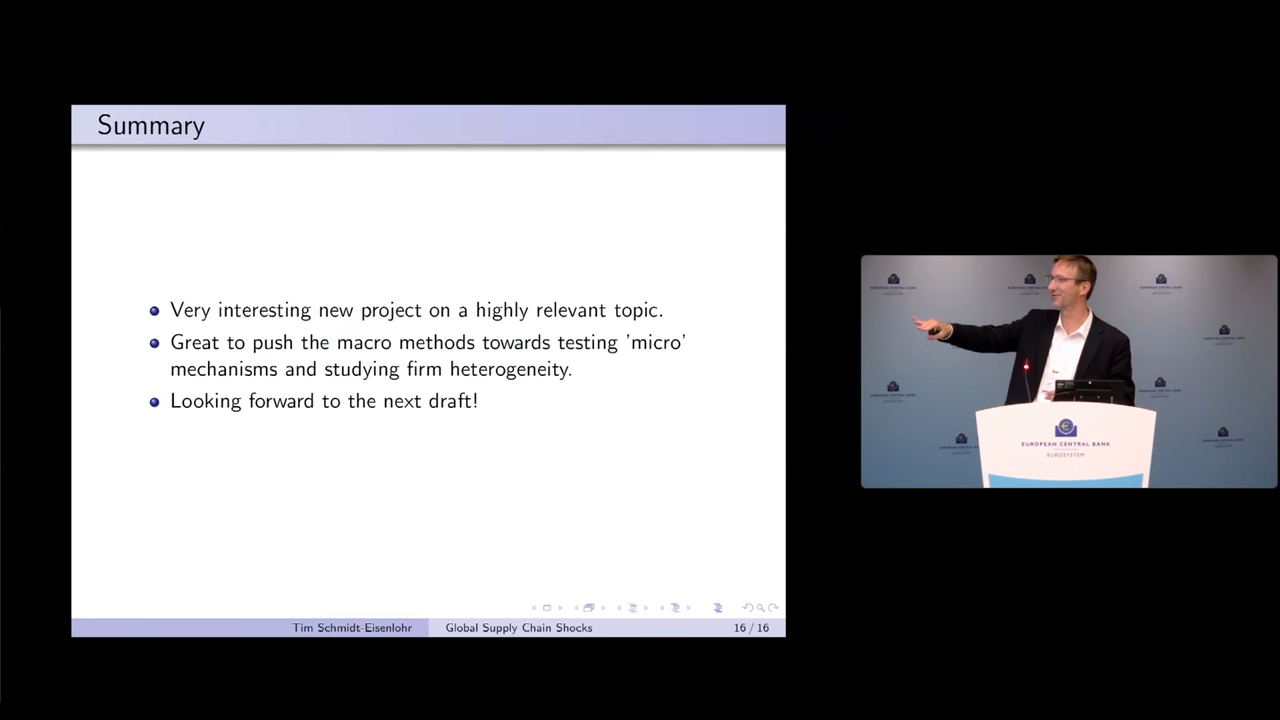 Summary
Very interesting new project on a highly relevant topic.
Great to push the macro methods towards testing 'micro'
mechanisms and studying firm heterogeneity.
Looking forward to the next draft!
Tim Schmidt-Eisenlohr
Global Supply Chain Shocks
16 / 16
EUROPEAN CENTRAL BANK
EUROSYSTEM